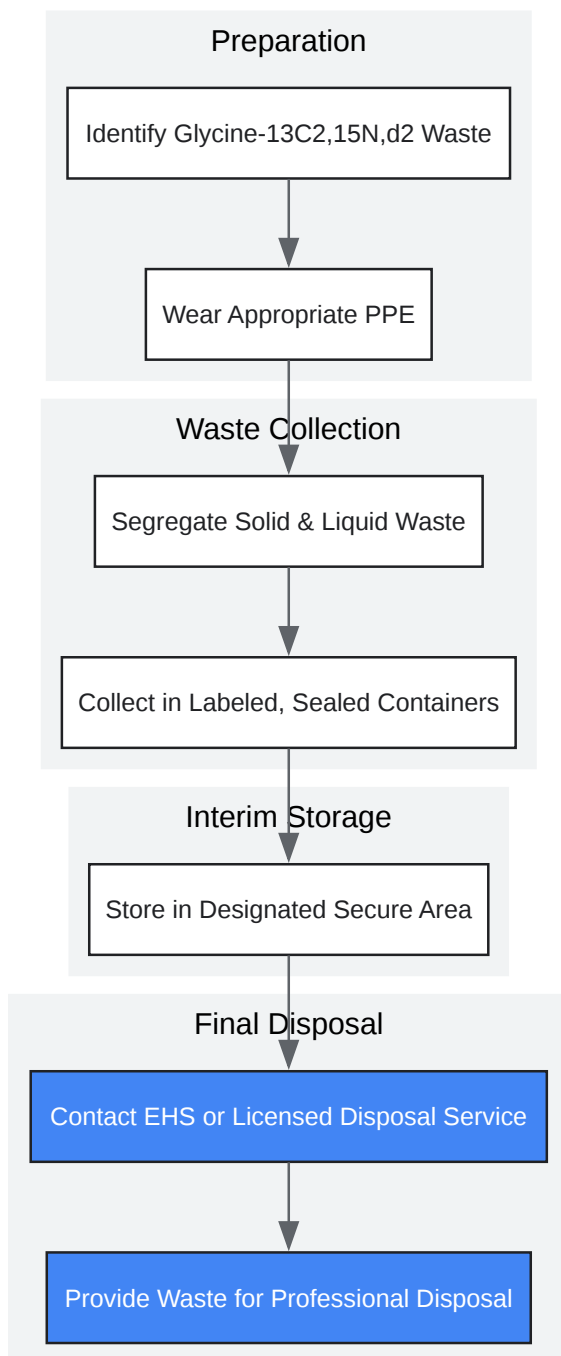 Preparation
Identify Glycine-13C2,15N,d2 Waste
Wear Appropriate PPE
Waste Collection
Segregate Solid & Liquid Waste
Collect in Labeled, Sealed Containers
Interim Storage
Store in Designated Secure Area
Final Disposal
Contact EHS or Licensed Disposal Service
Provide Waste for Professional Disposal